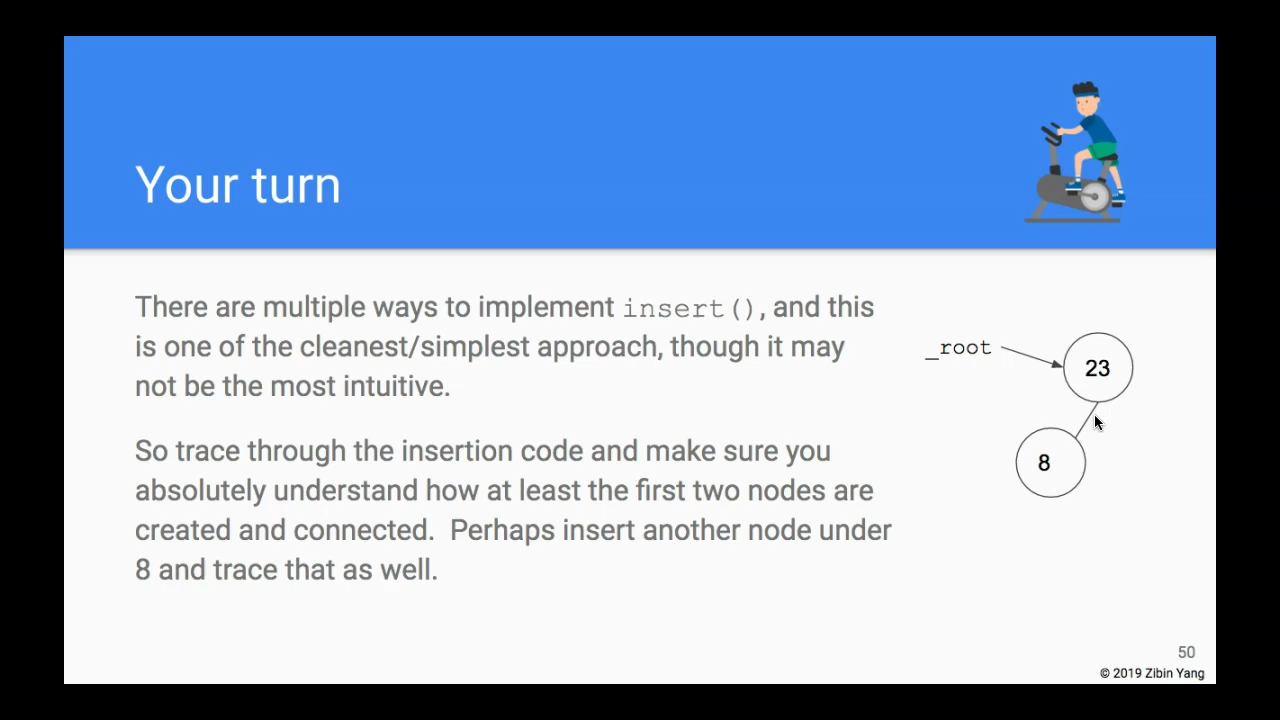 Your turn
There are multiple ways to implement insert(), and this
is one of the cleanest/simplest approach, though it may
not be the most intuitive.
So trace through the insertion code and make sure you
absolutely understand how at least the first two nodes are
created and connected.  Perhaps insert another node under
8 and trace that as well.
_root
23
8
50
© 2019 Zibin Yang